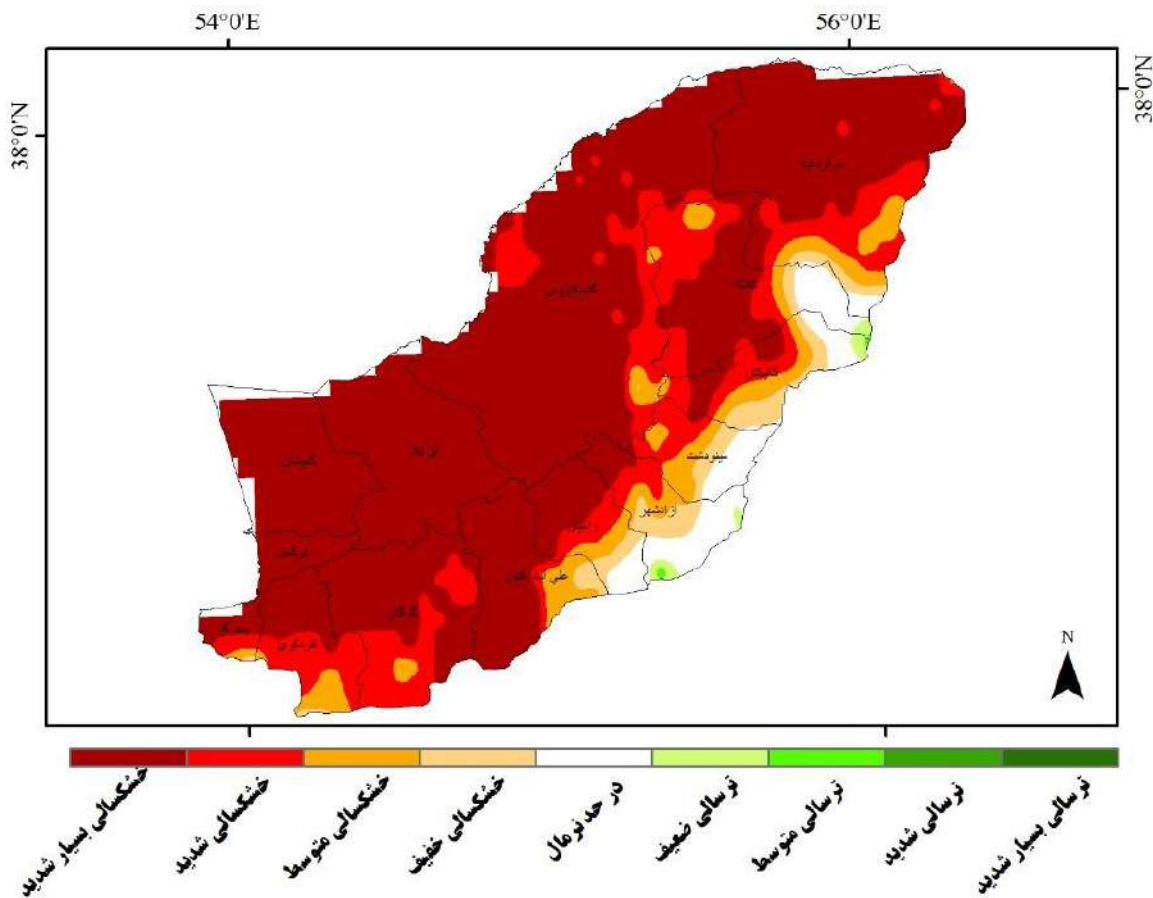 54°0'E
56°0'E
38°0'N
38°0'N
مراوه‌تپه
گنبدکاووس
کلاله
گالیکش
مینودشت
آق قلا
گمیشان
ازادشهر
رامیان
علی آباد کتول
ترکمن
گرگان
کردکوی
بندرگز
N
خشکسالی بسیار شدید
خشکسالی شدید
خشکسالی متوسط
خشکسالی خفیف
در حد نرمال
ترسالی ضعیف
ترسالی متوسط
ترسالی شدید
ترسالی بسیار شدید